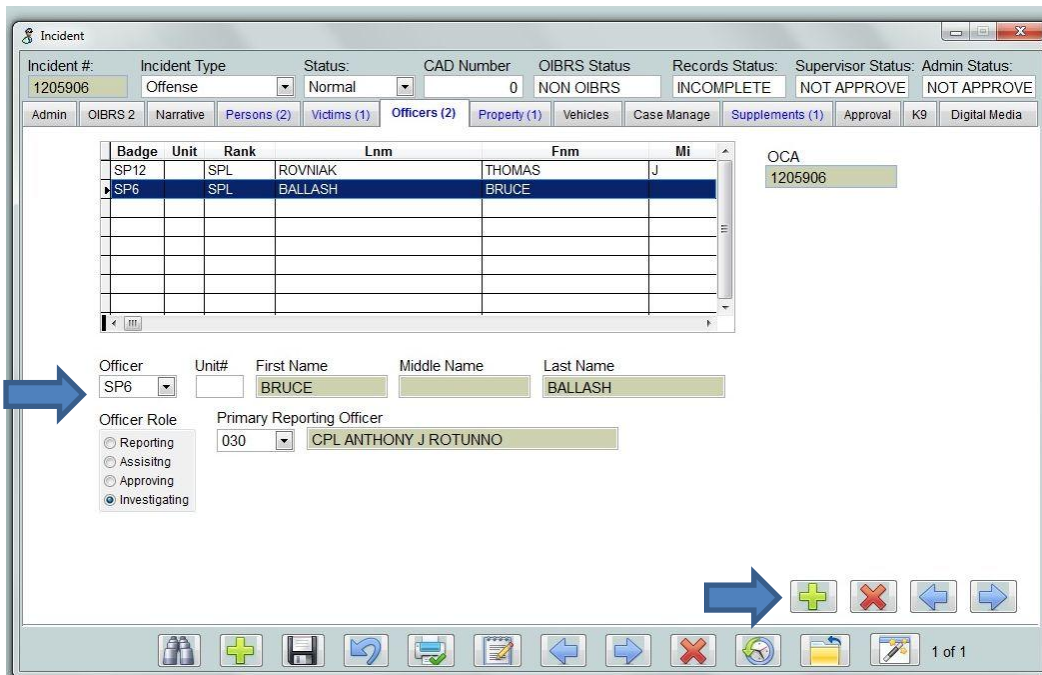 Incident
Incident #: Incident Type Status: CAD Number OIBRS Status Records Status: Supervisor Status: Admin Status:
1205906 Offense Normal 0 NON OIBRS INCOMPLETE NOT APPROVE NOT APPROVE
Admin OIBRS 2 Narrative Persons (2) Victims (1) Officers (2) Property (1) Vehicles Case Manage Supplements (1) Approval K9 Digital Media
Badge Unit Rank Lnm Fnm Mi
SP12 SPL ROVNIAK THOMAS J
SP6 SPL BALLASH BRUCE
OCA
1205906
Officer Unit# First Name Middle Name Last Name
SP6 BRUCE BALLASH
Officer Role Primary Reporting Officer
Reporting 030 CPL ANTHONY J ROTUNNO
Assisitng
Approving
Investigating
1 of 1